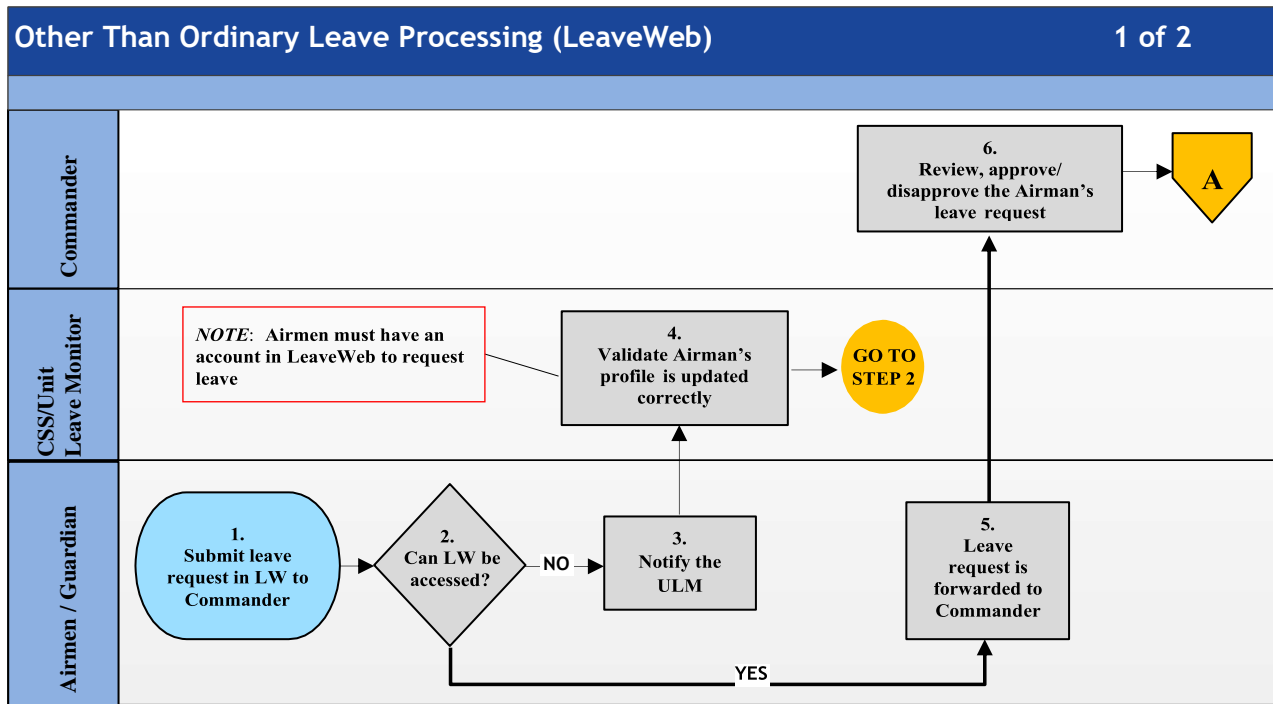 Other Than Ordinary Leave Processing (LeaveWeb)
1 of 2
Commander
6.
Review, approve/
disapprove the Airman's
leave request
A
CSS/Unit
Leave Monitor
NOTE: Airmen must have an
account in LeaveWeb to request
leave
4.
Validate Airman's
profile is updated
correctly
GO TO
STEP 2
Airmen / Guardian
1.
Submit leave
request in LW to
Commander
2.
Can LW be
accessed?
NO
3.
Notify the
ULM
5.
Leave
request is
forwarded to
Commander
YES